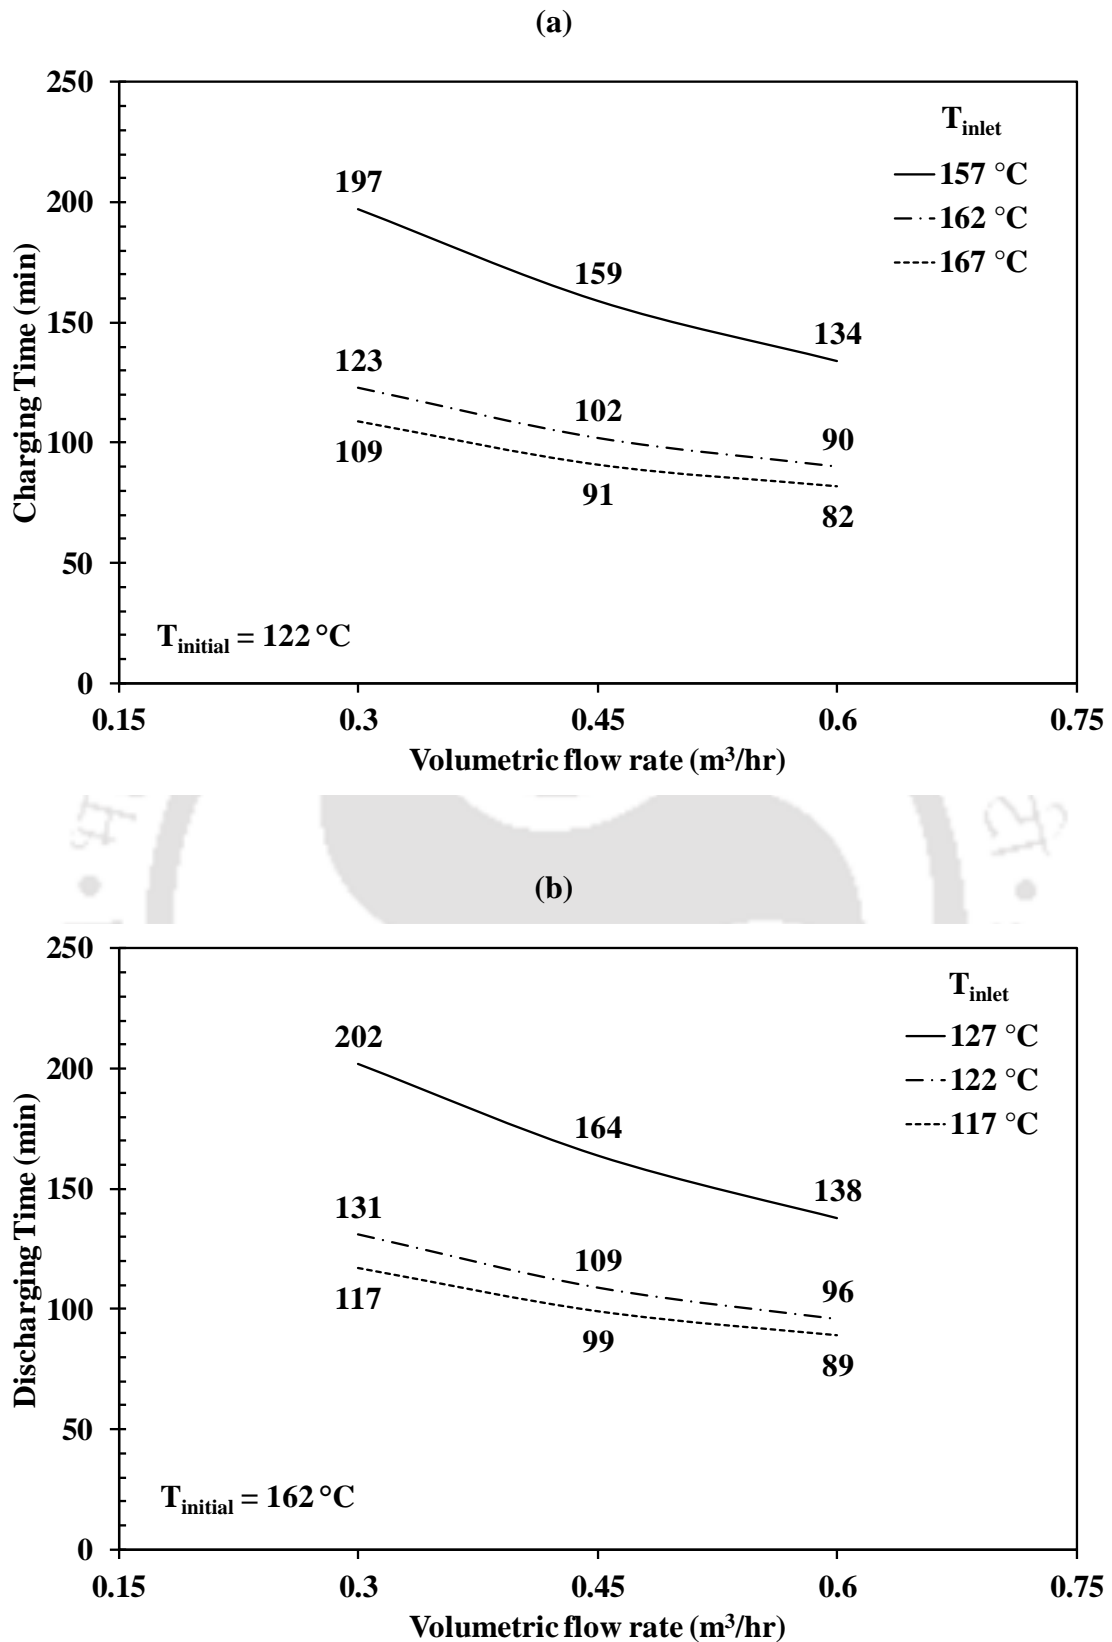 (a)
250
200
150
100
50
0
Charging Time (min)
T_inlet
157 °C
162 °C
167 °C
197
159
134
123
102
90
109
91
82
T_initial = 122 °C
0.15 0.3 0.45 0.6 0.75
Volumetric flow rate (m³/hr)
(b)
250
200
150
100
50
0
Discharging Time (min)
T_inlet
127 °C
122 °C
117 °C
202
164
138
131
109
96
117
99
89
T_initial = 162 °C
0.15 0.3 0.45 0.6 0.75
Volumetric flow rate (m³/hr)